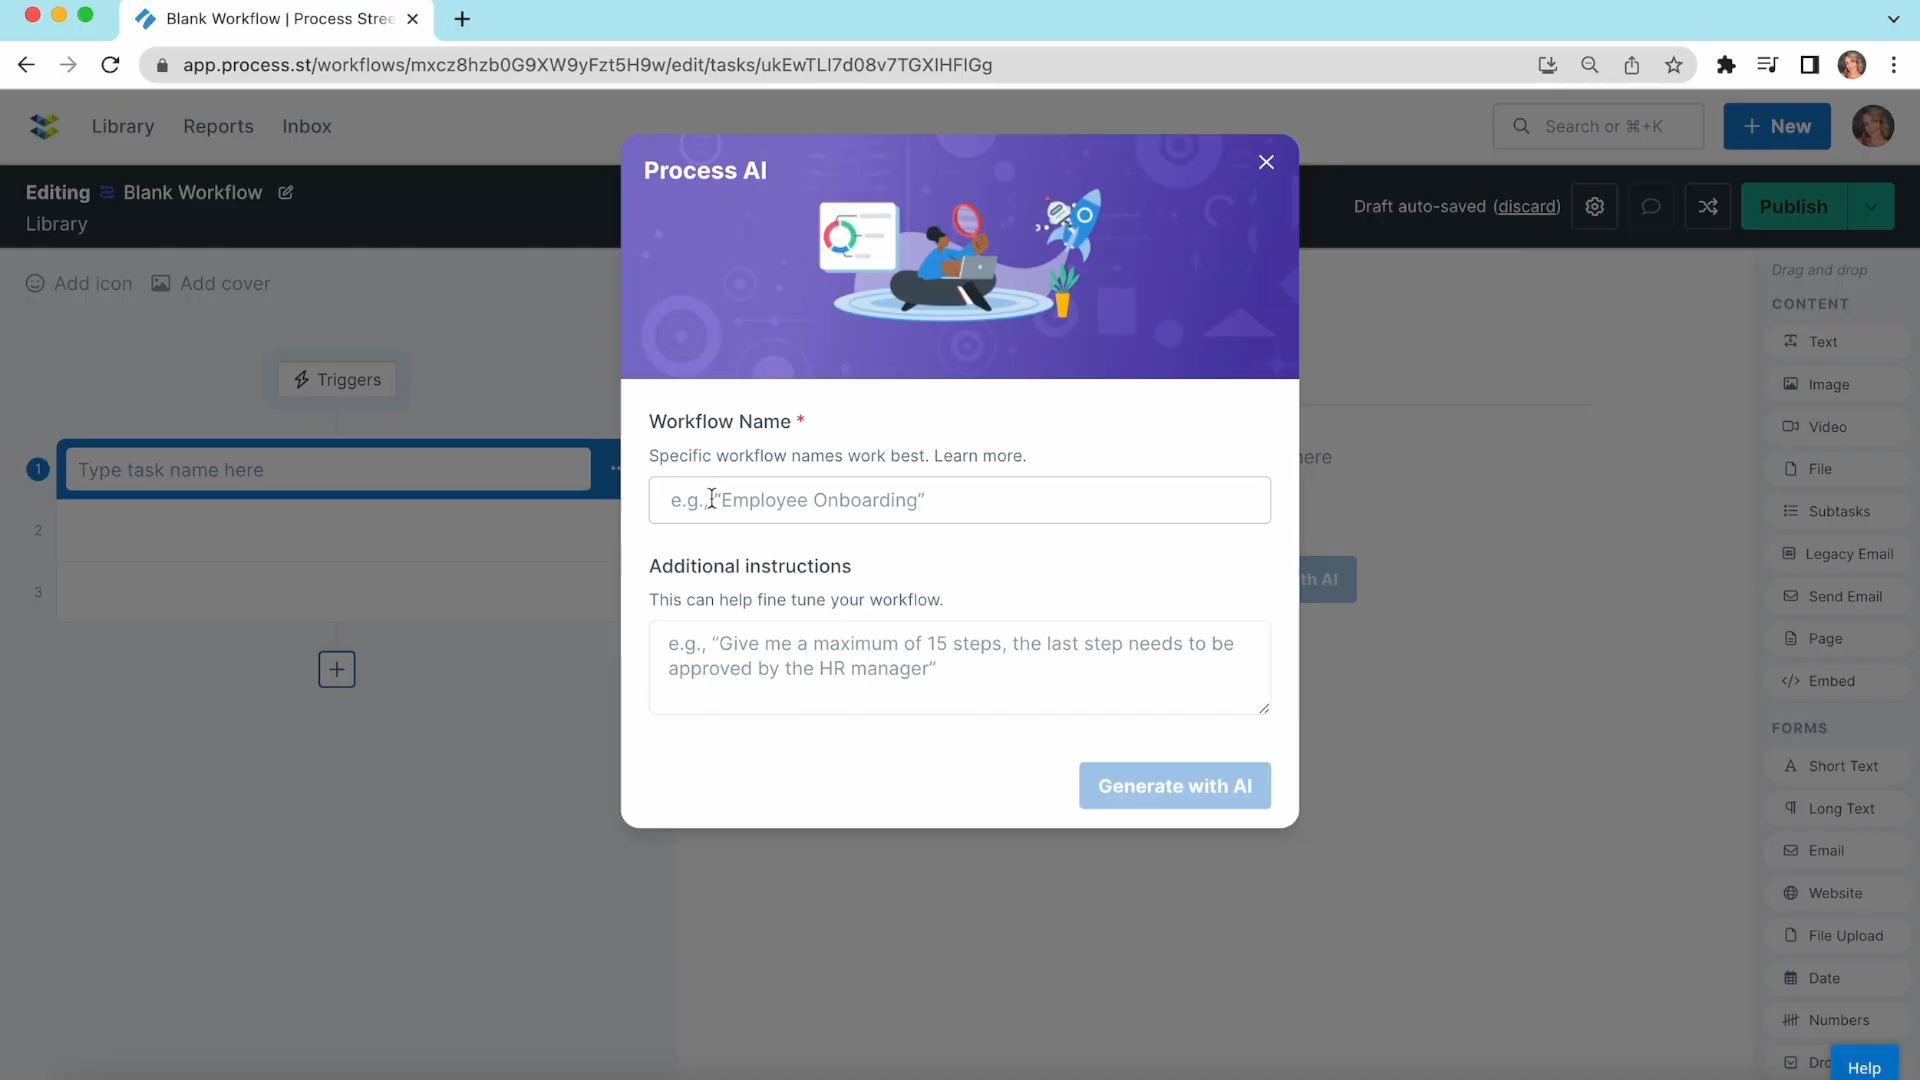 Blank Workflow | Process Stree
app.process.st/workflows/mxcz8hzb0G9XW9yFzt5H9w/edit/tasks/ukEwTLI7d08v7TGXIHFIGg
Library Reports Inbox
Search or ⌘+K
+ New
Editing Blank Workflow
Library
Draft auto-saved (discard)
Publish
Add icon Add cover
Triggers
1 Type task name here
2
3
Process AI
Workflow Name *
Specific workflow names work best. Learn more.
e.g., “Employee Onboarding”
Additional instructions
This can help fine tune your workflow.
e.g., “Give me a maximum of 15 steps, the last step needs to be
approved by the HR manager”
Generate with AI
Drag and drop
CONTENT
Text
Image
Video
File
Subtasks
Legacy Email
Send Email
Page
Embed
FORMS
Short Text
Long Text
Email
Website
File Upload
Date
Numbers
Help